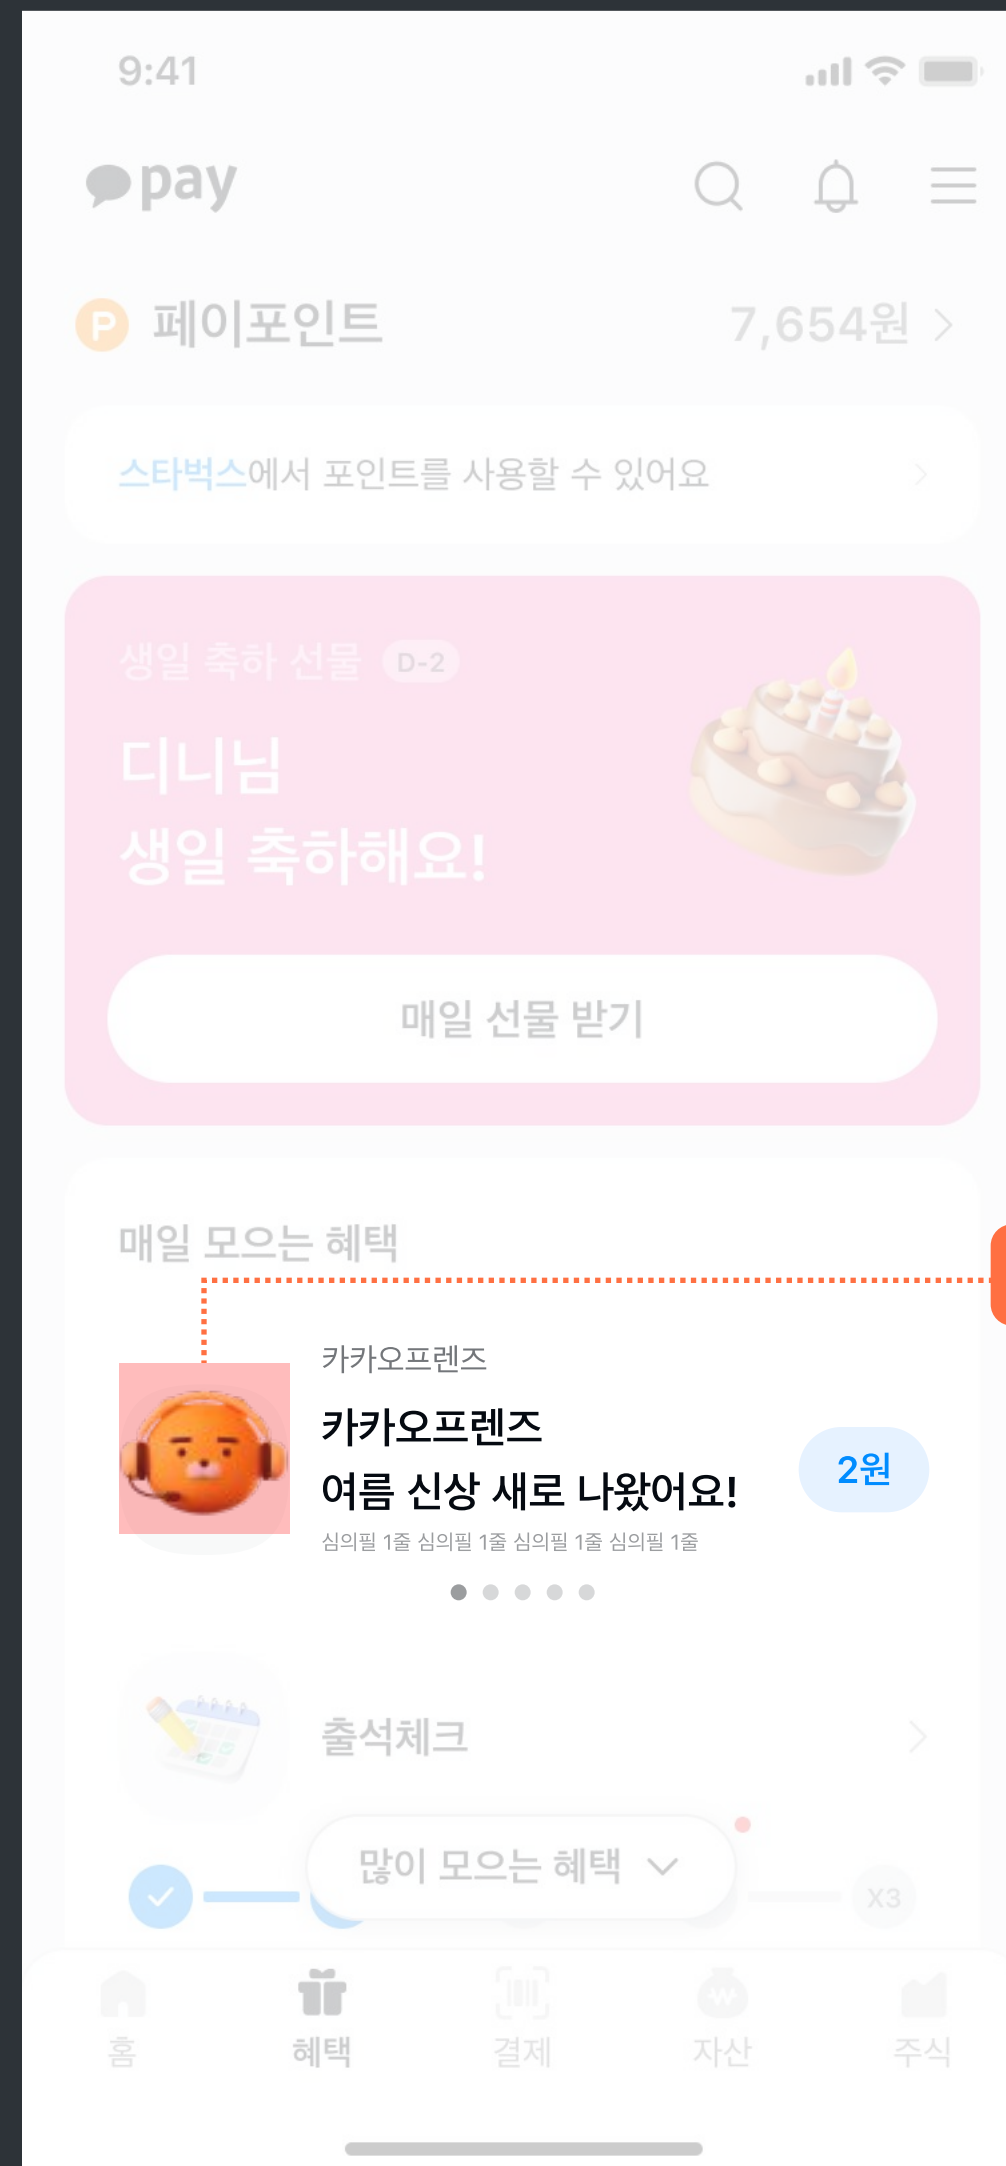 9:41
pay
P 페이포인트 7,654원
스타벅스에서 포인트를 사용할 수 있어요
생일 축하 선물 D-2
디니님
생일 축하해요!
매일 선물 받기
매일 모으는 혜택
카카오프렌즈
카카오프렌즈
여름 신상 새로 나왔어요!
2원
심의필 1줄 심의필 1줄 심의필 1줄 심의필 1줄
출석체크
많이 모으는 혜택
X3
홈 혜택 결제 자산 주식